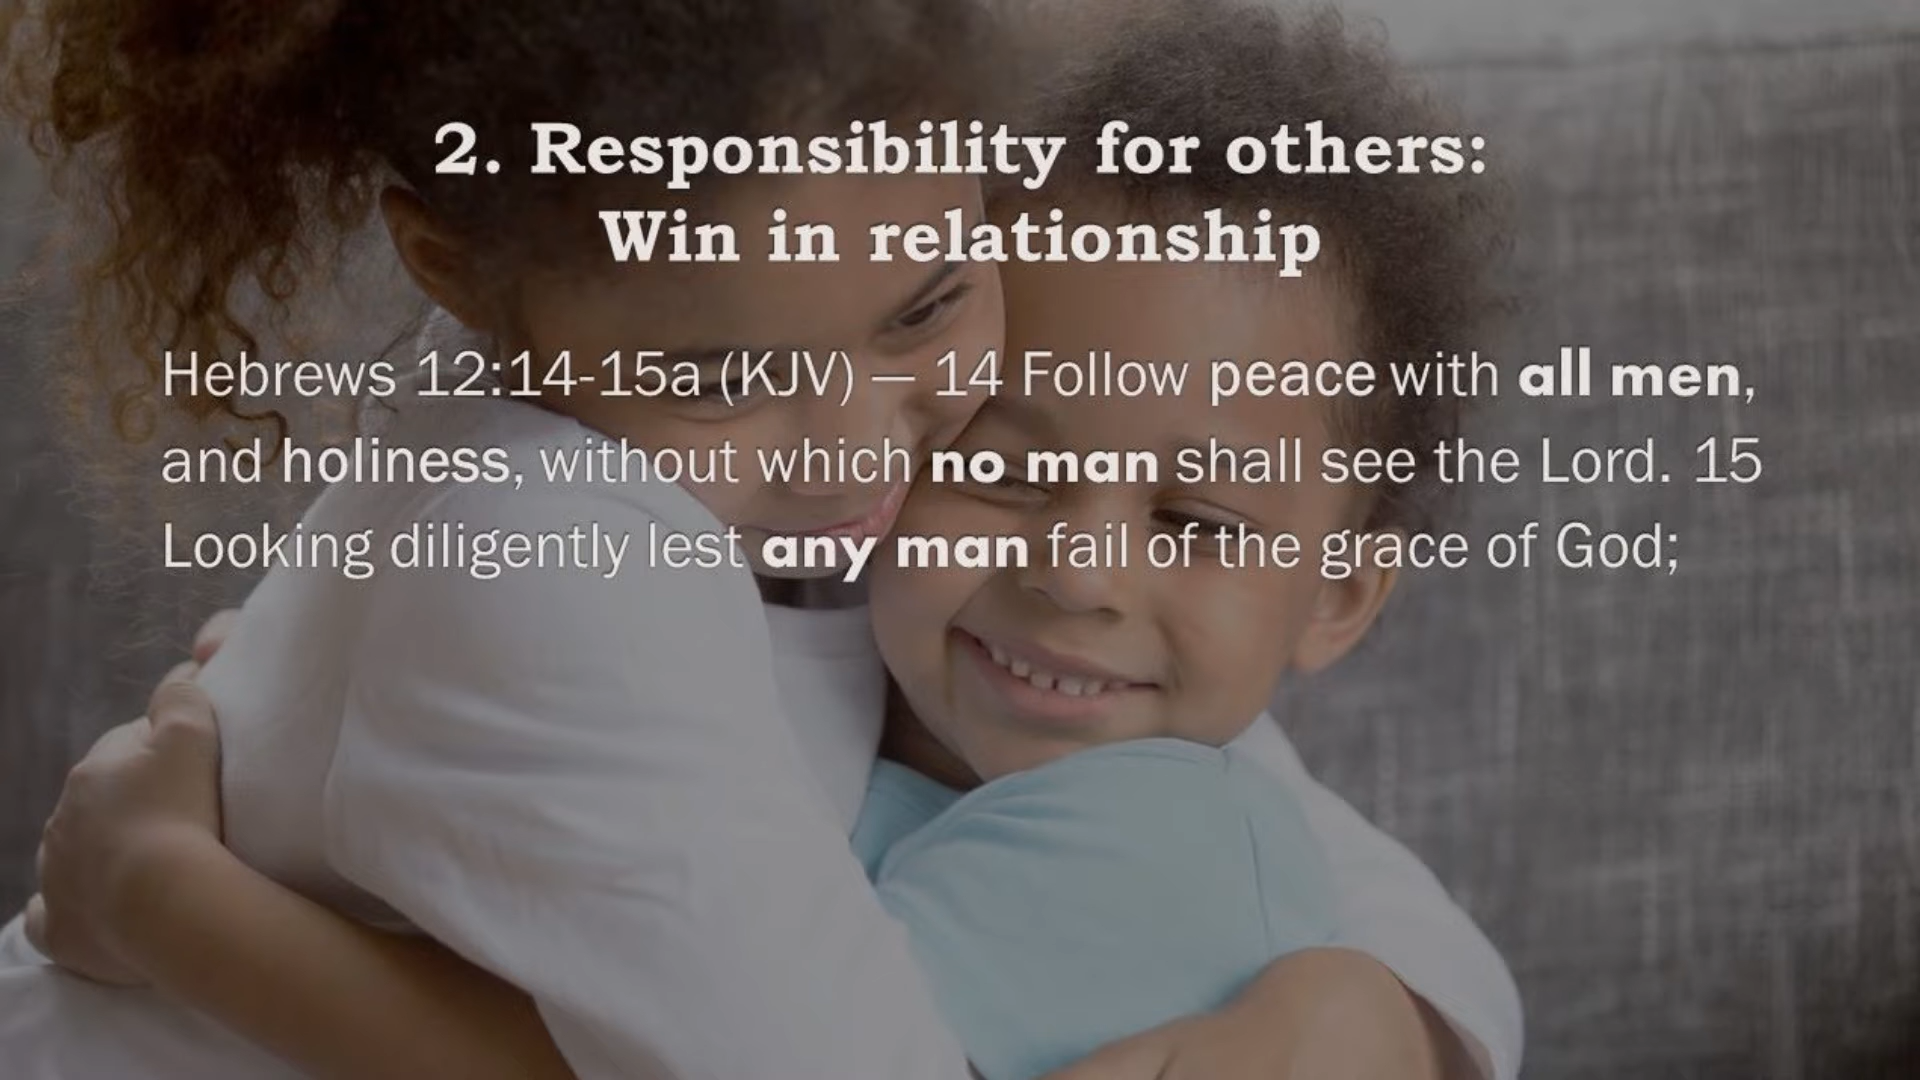 2. Responsibility for others:
Win in relationship
Hebrews 12:14-15a (KJV) – 14 Follow peace with all men,
and holiness, without which no man shall see the Lord. 15
Looking diligently lest any man fail of the grace of God;